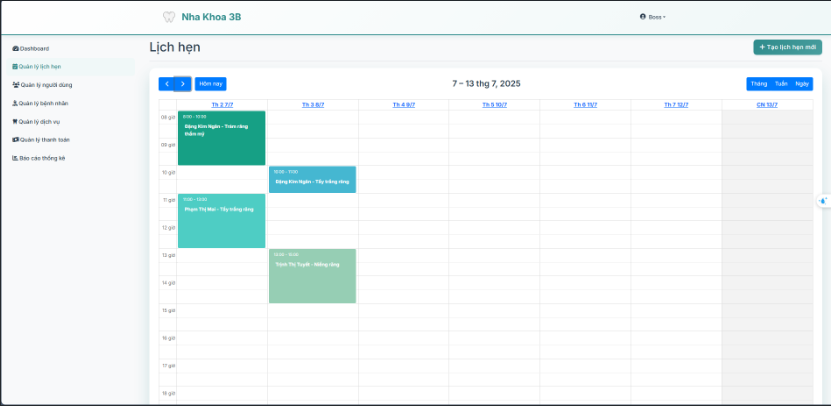 Nha Khoa 3B
Boss
Dashboard
Quản lý lịch hẹn
Quản lý người dùng
Quản lý bệnh nhân
Quản lý dịch vụ
Quản lý thanh toán
Báo cáo thống kê
Lịch hẹn
+ Tạo lịch hẹn mới
Hôm nay
7 – 13 thg 7, 2025
Tháng Tuần Ngày
Th 2 7/7 Th 3 8/7 Th 4 9/7 Th 5 10/7 Th 6 11/7 Th 7 12/7 CN 13/7
08 giờ
8:00 - 10:00
Đặng Kim Ngân - Trám răng
thẩm mỹ
09 giờ
10 giờ
10:00 - 11:00
Đặng Kim Ngân - Tẩy trắng răng
11 giờ
11:00 - 13:00
Phạm Thị Mai - Tẩy trắng răng
12 giờ
13 giờ
13:00 - 15:00
Trịnh Thị Tuyết - Niềng răng
14 giờ
15 giờ
16 giờ
17 giờ
18 giờ